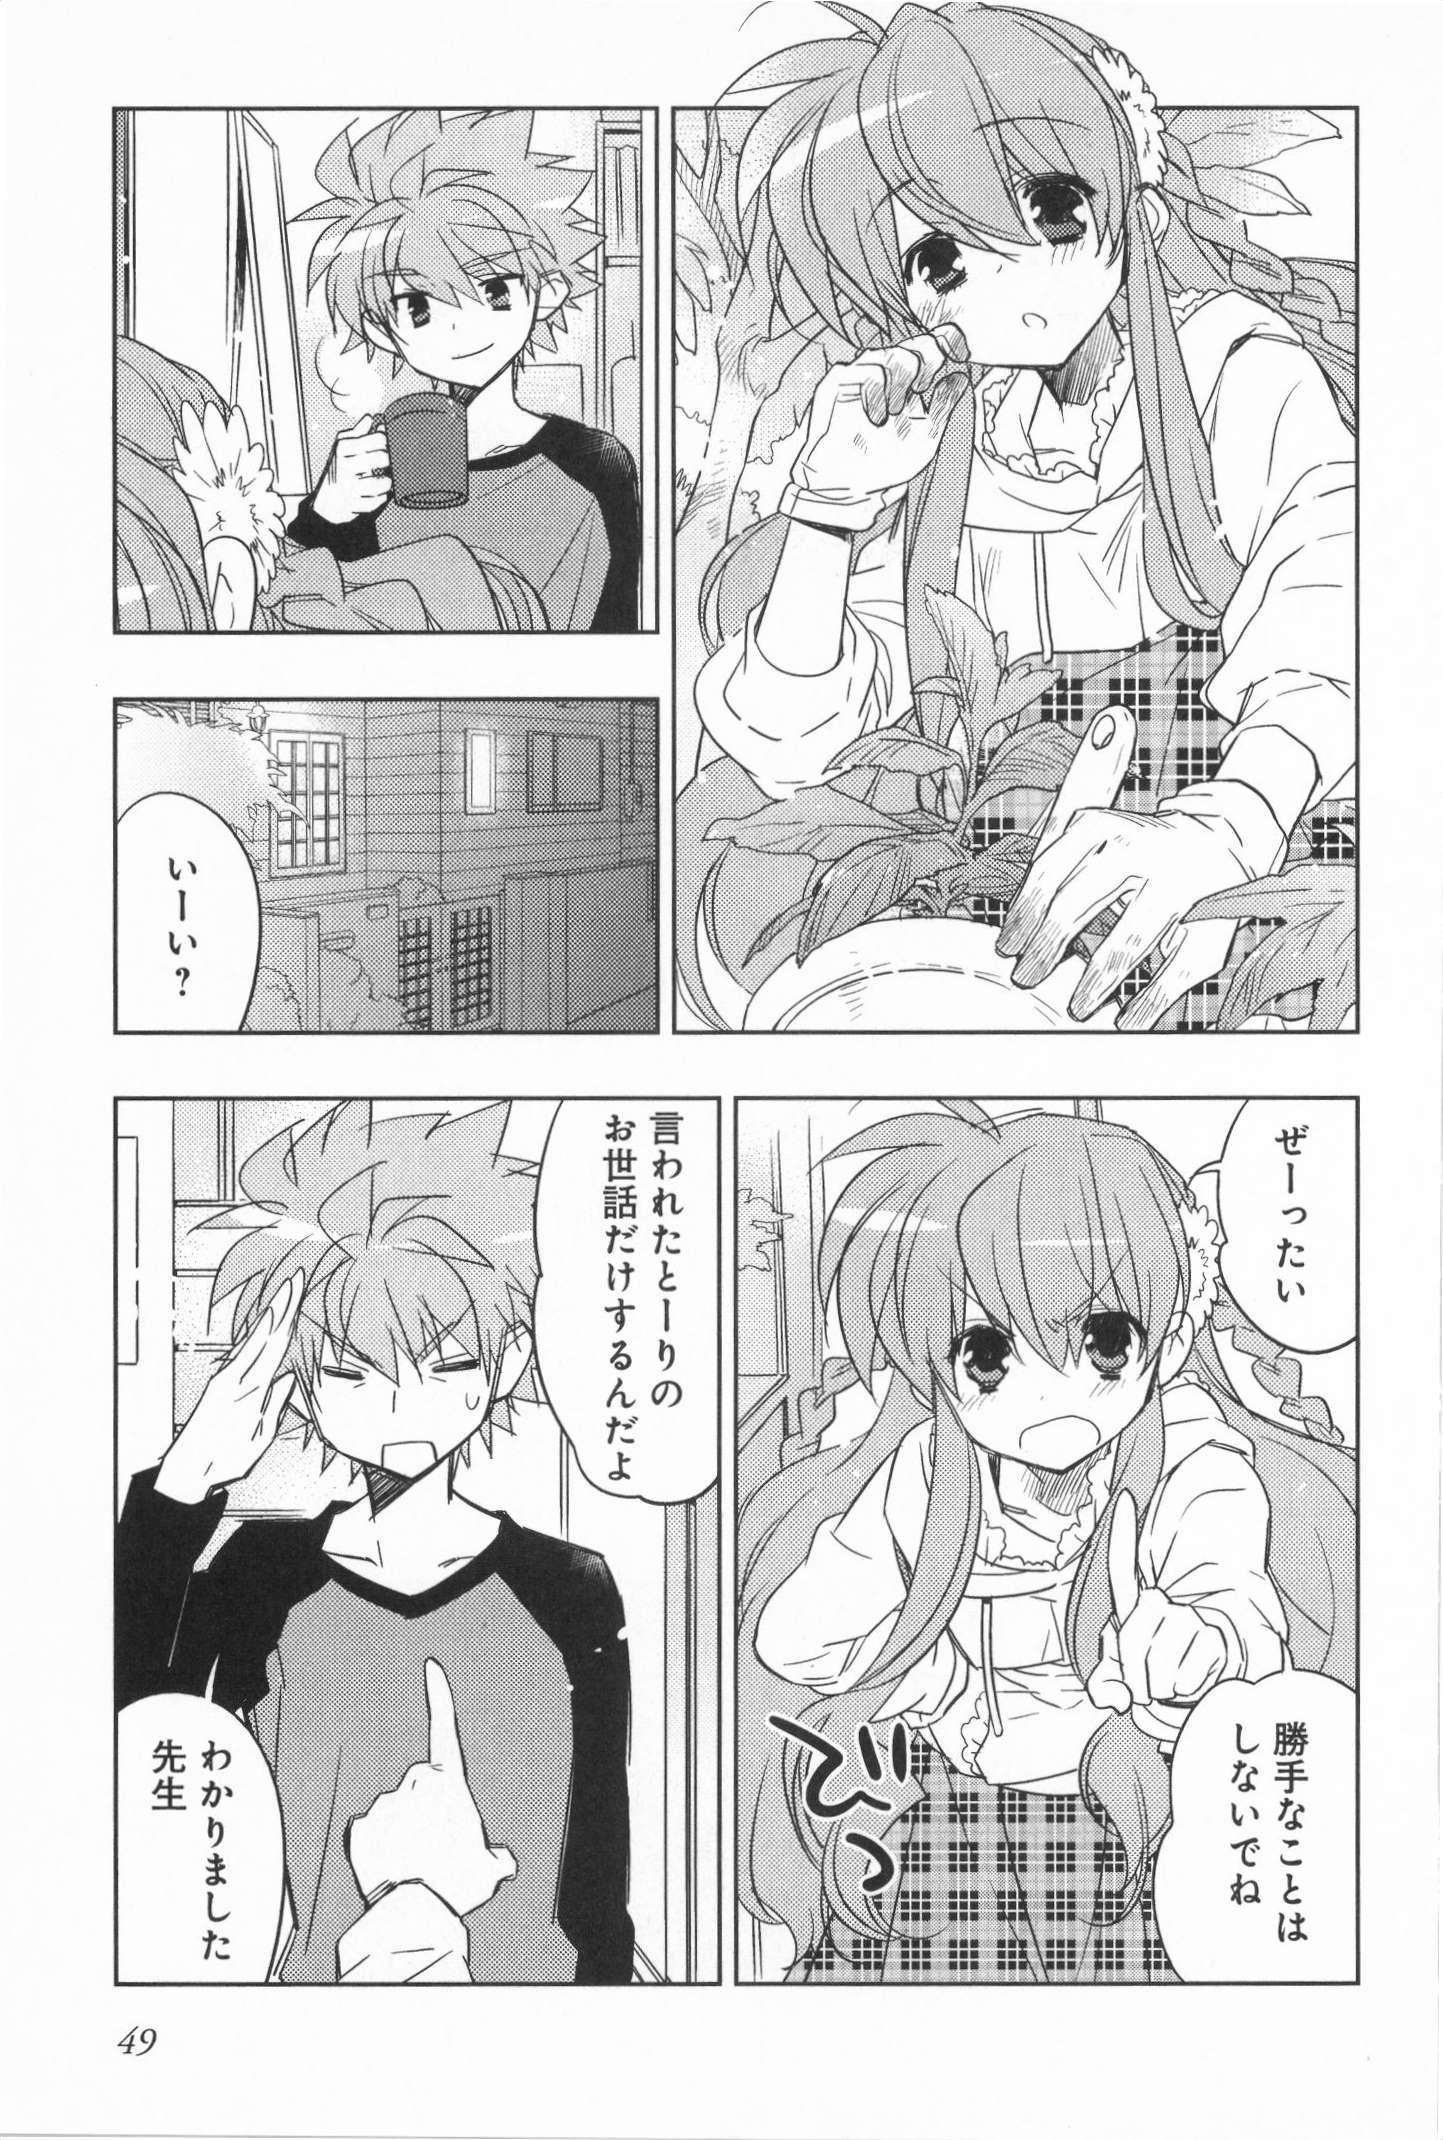 いーい?
ぜーったい
勝手なことは
しないでね
びっ
言われたとーりの
お世話だけするんだよ
わかりました
先生
49